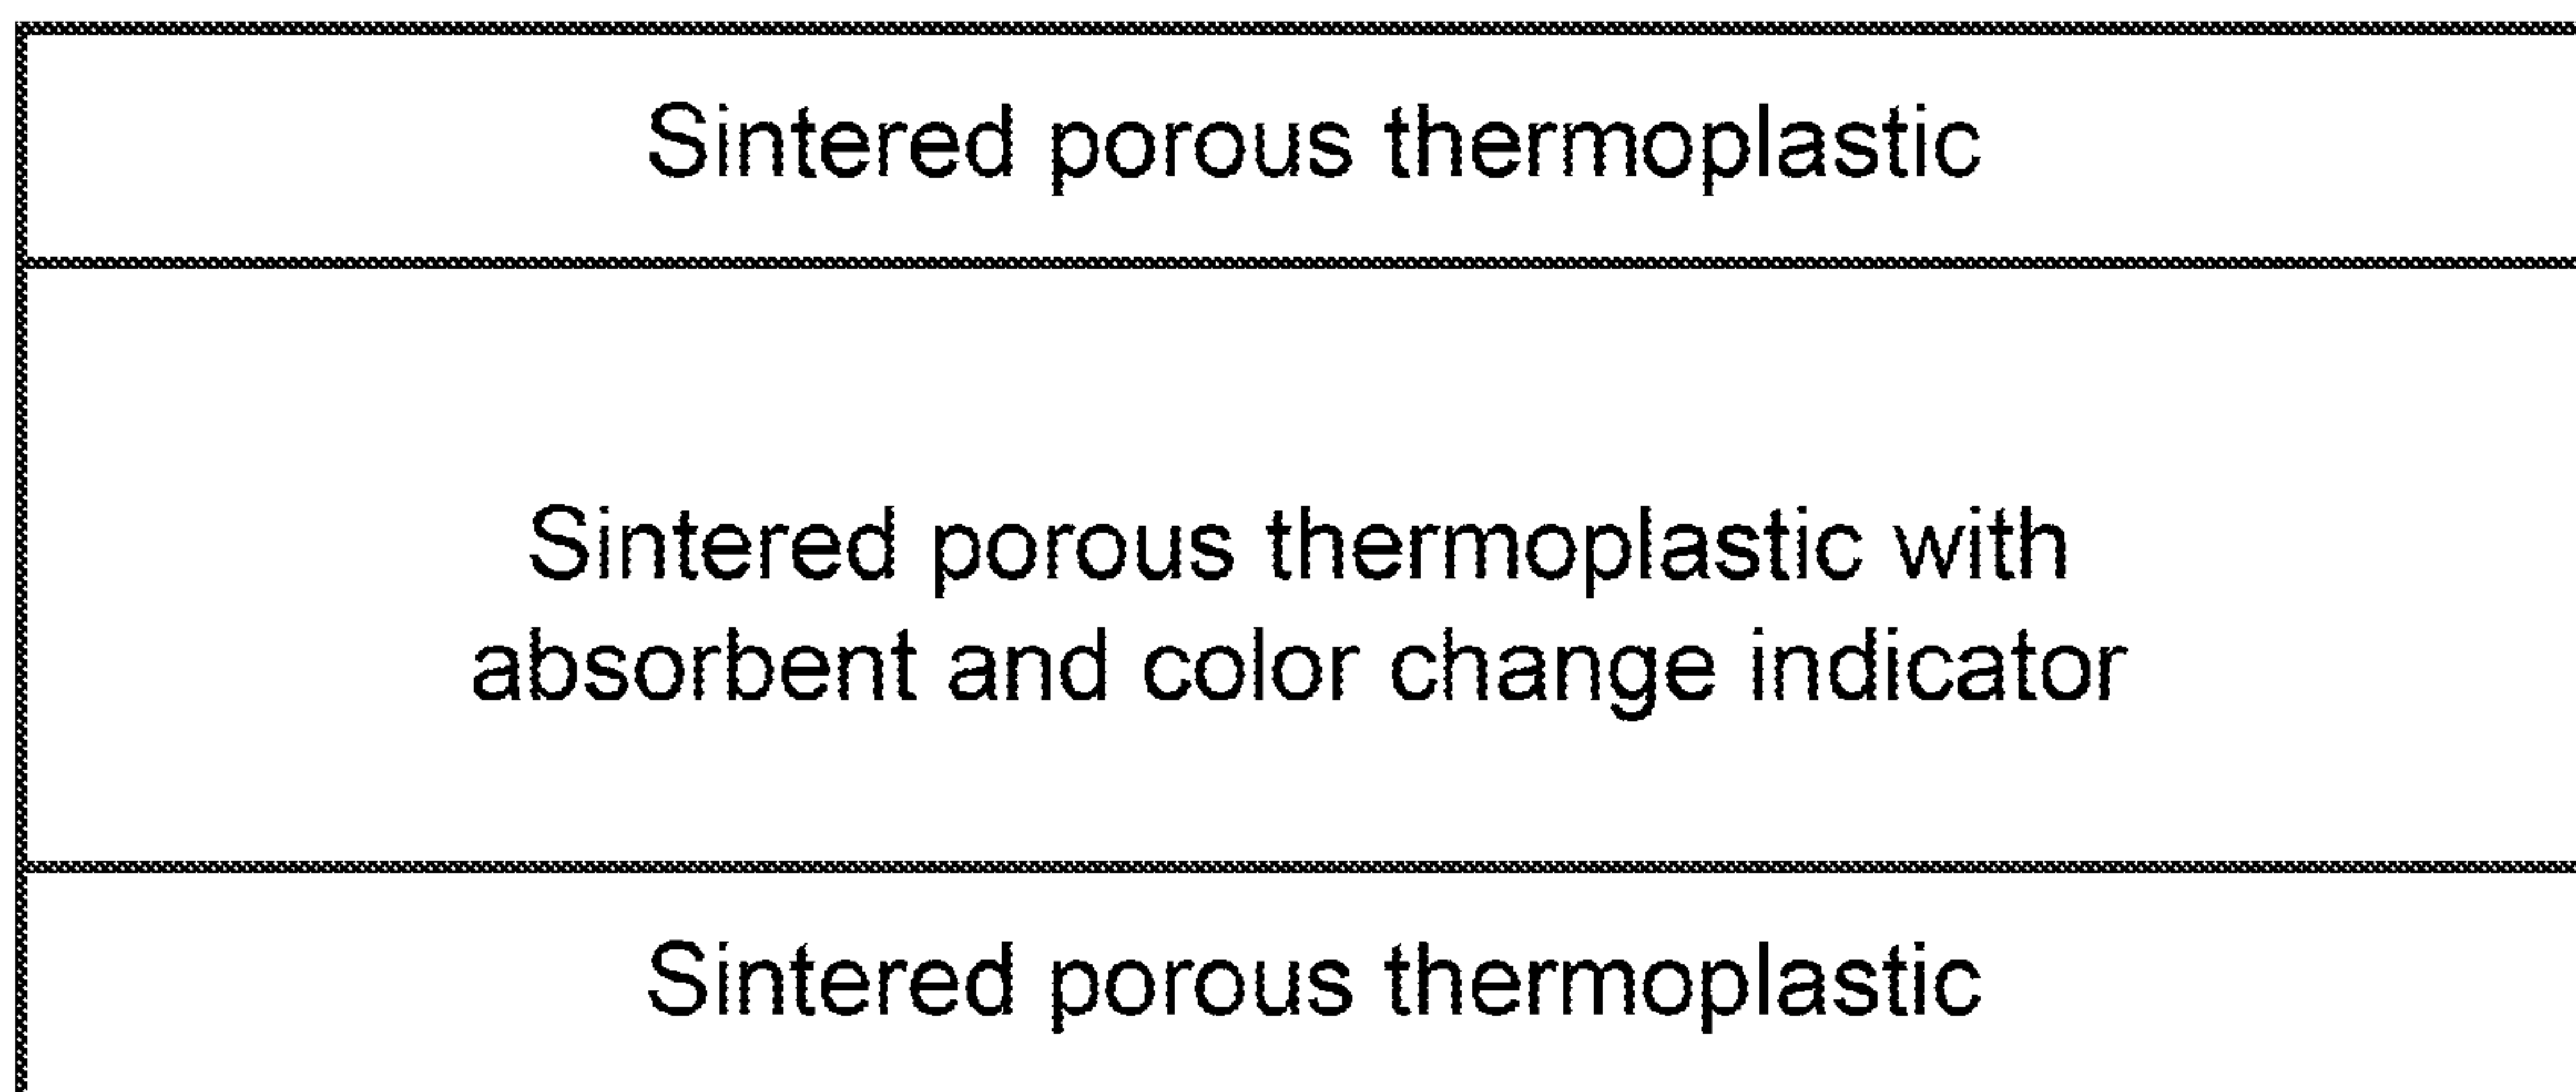 Sintered porous thermoplastic
Sintered porous thermoplastic with
absorbent and color change indicator
Sintered porous thermoplastic